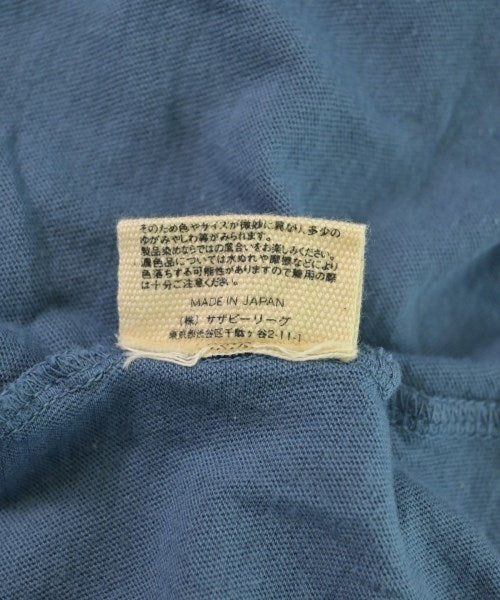 そのため色やサイズが微妙に異なり、多少の
ゆがみやしわ等がみられます。
製品染めならではの風合いをお楽しみください。
濃色品については水ぬれや摩擦などにより
色落ちする可能性がありますので着用の際
は十分ご注意ください。
MADE IN JAPAN
(株) サザビーリーグ
東京都渋谷区千駄ヶ谷2-11-1